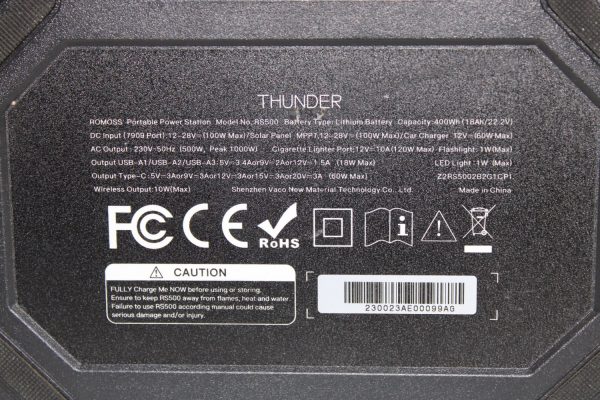 THUNDER
ROMOSS Portable Power Station Model No.:RS500 Battery Type: Lithium Battery Capacity:400Wh (18Ah/22.2V)
DC Input (7909 Port): 12-28V⎓(100W Max)/Solar Panel MPPT,12-28V⎓(100W Max)/Car Charger 12V⎓(60W Max)
AC Output : 230V~50Hz (500W, Peak 1000W) Cigarette Lighter Port:12V⎓10A(120W Max) Flashlight: 1W(Max)
Output USB-A1/USB-A2/USB-A3:5V⎓3.4Aor9V⎓2Aor12V⎓1.5A (18W Max) LED Light :1W (Max)
Output Type-C :5V⎓3Aor9V⎓3Aor12V⎓3Aor15V⎓3Aor20V⎓3A (60W Max) Z2RS5002B2G1CP1
Wireless Output:10W(Max) Shenzhen Vaco New Material Technology Co., Ltd. Made in China
FC CE RoHS
CAUTION
FULLY Charge Me NOW before using or storing.
Ensure to keep RS500 away from flames, heat and water.
Failure to use RS500 according manual could cause
serious damage and/or injury.
230023AE00099AG